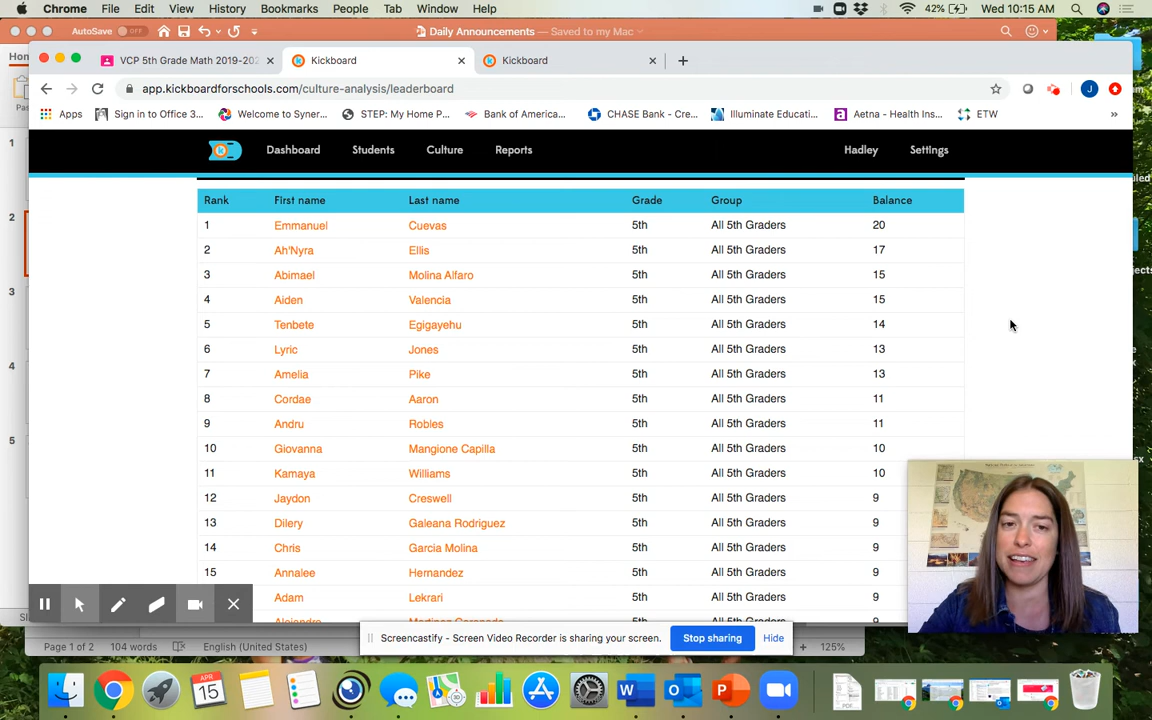 Chrome File Edit View History Bookmarks People Tab Window Help 42% Wed 10:15 AM
AutoSave OFF Daily Announcements — Saved to my Mac
VCP 5th Grade Math 2019-202 Kickboard Kickboard
app.kickboardforschools.com/culture-analysis/leaderboard
Apps Sign in to Office 3... Welcome to Syner... STEP: My Home P... Bank of America... CHASE Bank - Cre... Illuminate Educati... Aetna - Health Ins... ETW »
Dashboard Students Culture Reports Hadley Settings
Rank First name Last name Grade Group Balance
1 Emmanuel Cuevas 5th All 5th Graders 20
2 Ah'Nyra Ellis 5th All 5th Graders 17
3 Abimael Molina Alfaro 5th All 5th Graders 15
4 Aiden Valencia 5th All 5th Graders 15
5 Tenbete Egigayehu 5th All 5th Graders 14
6 Lyric Jones 5th All 5th Graders 13
7 Amelia Pike 5th All 5th Graders 13
8 Cordae Aaron 5th All 5th Graders 11
9 Andru Robles 5th All 5th Graders 11
10 Giovanna Mangione Capilla 5th All 5th Graders 10
11 Kamaya Williams 5th All 5th Graders 10
12 Jaydon Creswell 5th All 5th Graders 9
13 Dilery Galeana Rodriguez 5th All 5th Graders 9
14 Chris Garcia Molina 5th All 5th Graders 9
15 Annalee Hernandez 5th All 5th Graders 9
Adam Lekrari 5th All 5th Graders 9
Screencastify - Screen Video Recorder is sharing your screen. Stop sharing Hide
Page 1 of 2 104 words English (United States) 125%
APR
15
1
2
3
4
5